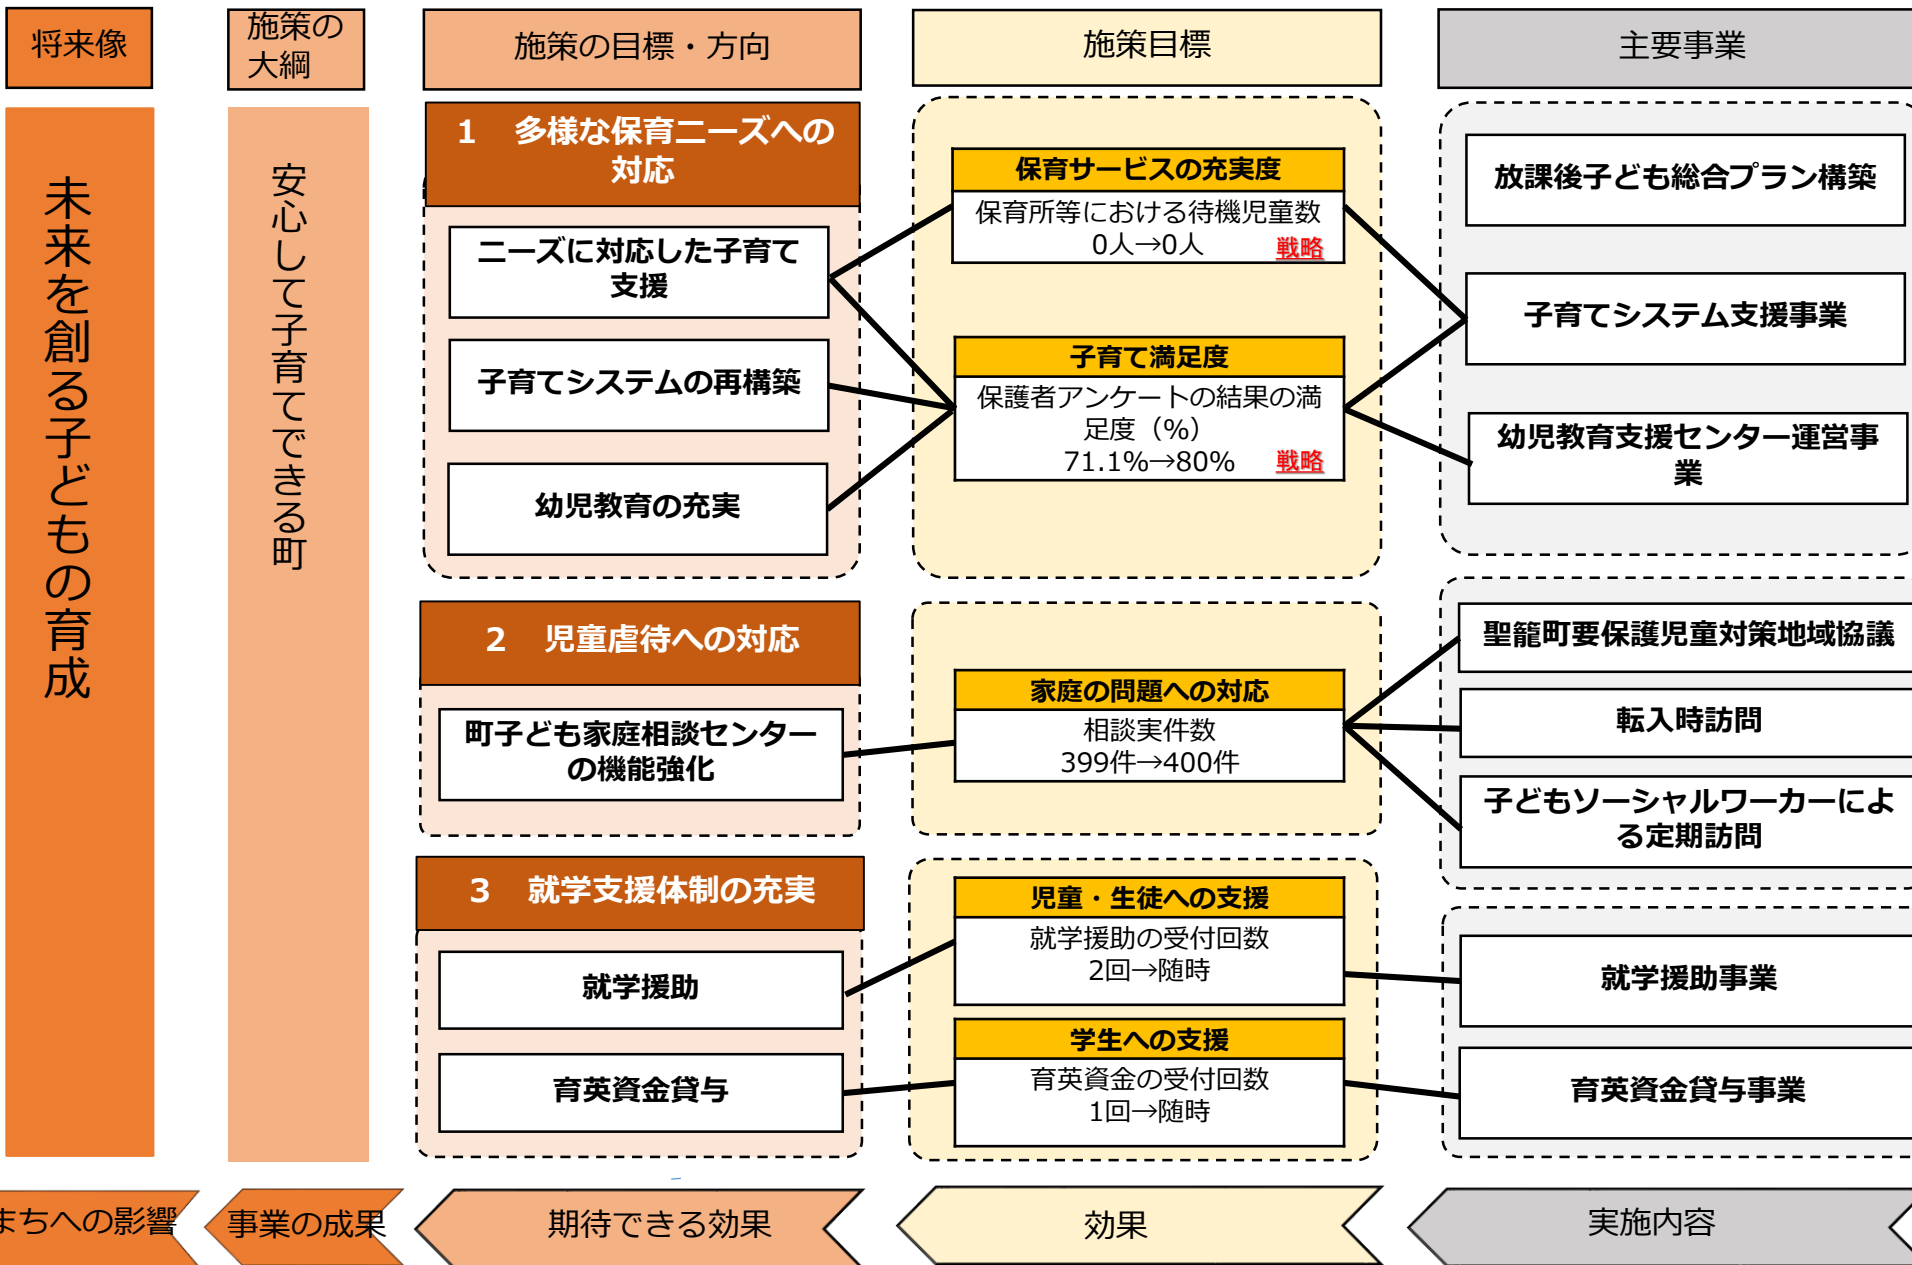 将来像
施策の
大綱
施策の目標・方向
施策目標
主要事業
未来を創る子どもの育成
安心して子育てできる町
1　多様な保育ニーズへの
対応
ニーズに対応した子育て
支援
子育てシステムの再構築
幼児教育の充実
保育サービスの充実度
保育所等における待機児童数
0人→0人　戦略
子育て満足度
保護者アンケートの結果の満
足度（%）
71.1%→80%　戦略
放課後子ども総合プラン構築
子育てシステム支援事業
幼児教育支援センター運営事
業
2　児童虐待への対応
町子ども家庭相談センター
の機能強化
家庭の問題への対応
相談実件数
399件→400件
聖籠町要保護児童対策地域協議
転入時訪問
子どもソーシャルワーカーによ
る定期訪問
3　就学支援体制の充実
就学援助
育英資金貸与
児童・生徒への支援
就学援助の受付回数
2回→随時
学生への支援
育英資金の受付回数
1回→随時
就学援助事業
育英資金貸与事業
まちへの影響
事業の成果
期待できる効果
効果
実施内容